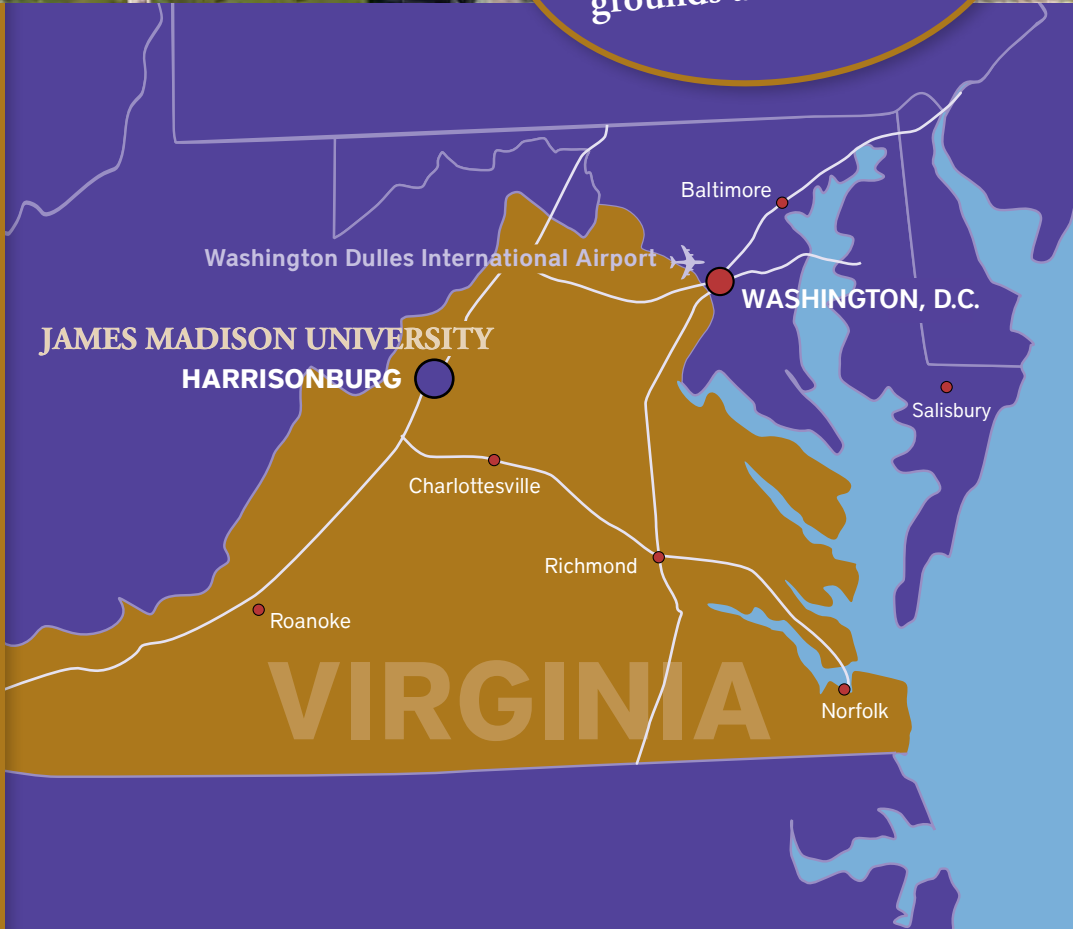 grounds
Baltimore
Washington Dulles International Airport
WASHINGTON, D.C.
JAMES MADISON UNIVERSITY
HARRISONBURG
Salisbury
Charlottesville
Richmond
Roanoke
VIRGINIA
Norfolk